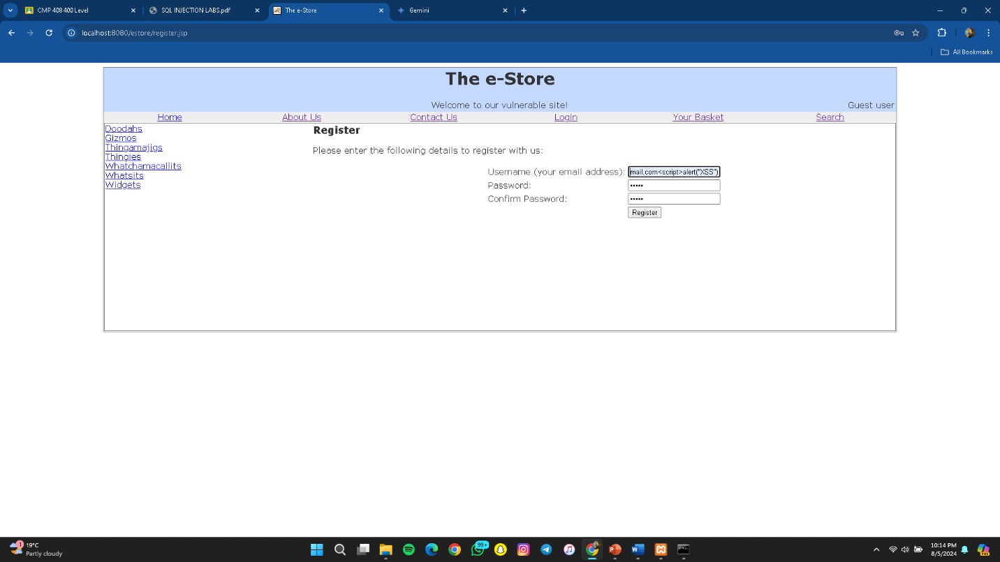 CMP 408 400 Level
SQL INJECTION LABS.pdf
The e-Store
Gemini
localhost:8080/estore/register.jsp
All Bookmarks
The e-Store
Welcome to our vulnerable site!
Guest user
Home About Us Contact Us Login Your Basket Search
Doodahs
Gizmos
Thingamajigs
Thingies
Whatchamacallits
Whatsits
Widgets
Register
Please enter the following details to register with us:
Username (your email address): mail.com<script>alert("XSS")
Password: •••••
Confirm Password: •••••
Register
1
19°C
Partly cloudy
99+
10:14 PM
8/5/2024